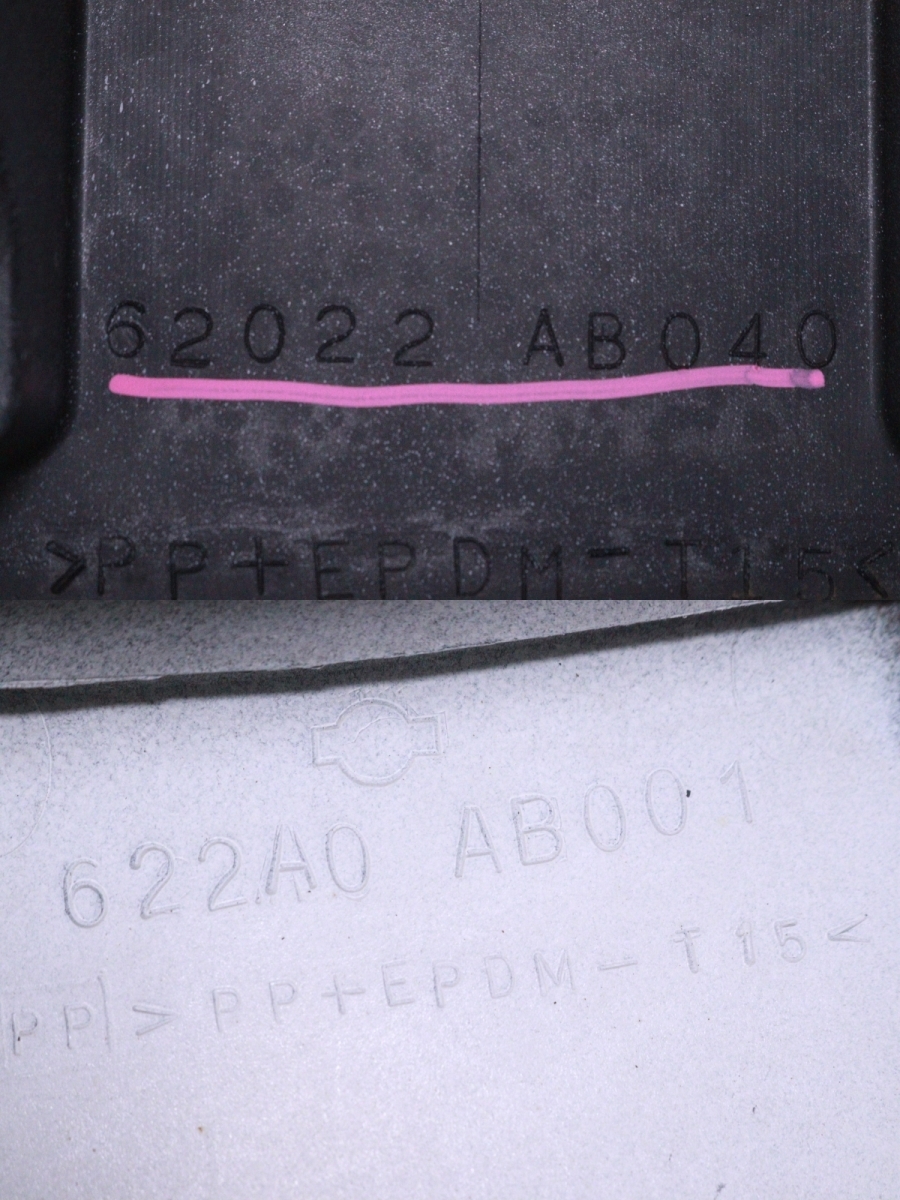 62022 AB040
>PP+EPDM-T15<
622A0 AB001
PP >PP+EPDM-T15<